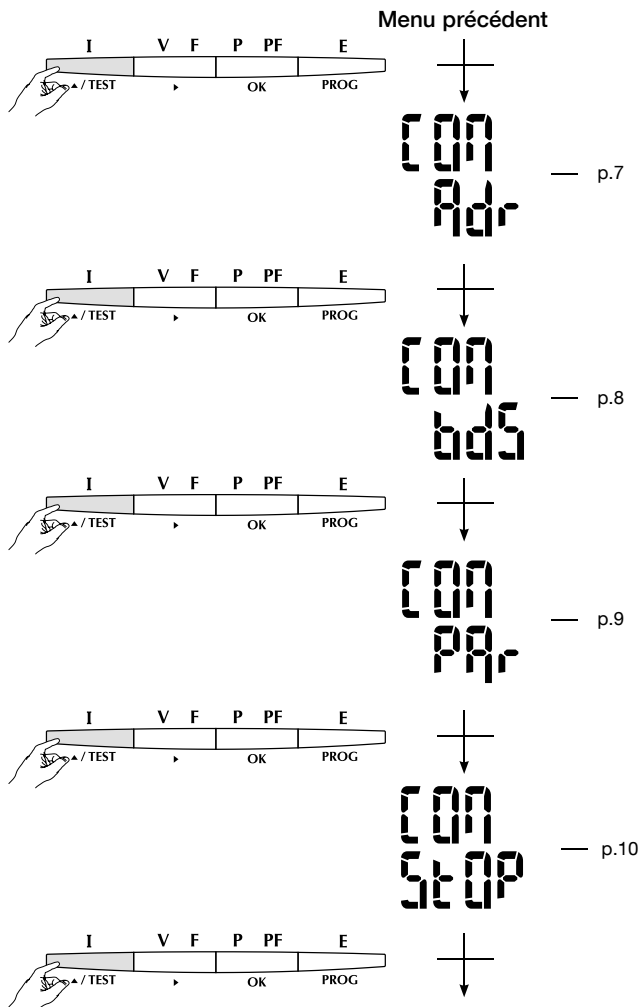 Menu précédent
I V F P PF E
▲ / TEST ▸ OK PROG
COM
Adr
— p.7
I V F P PF E
▲ / TEST ▸ OK PROG
COM
bdS
— p.8
I V F P PF E
▲ / TEST ▸ OK PROG
COM
PAr
— p.9
I V F P PF E
▲ / TEST ▸ OK PROG
COM
StOP
— p.10
I V F P PF E
▲ / TEST ▸ OK PROG